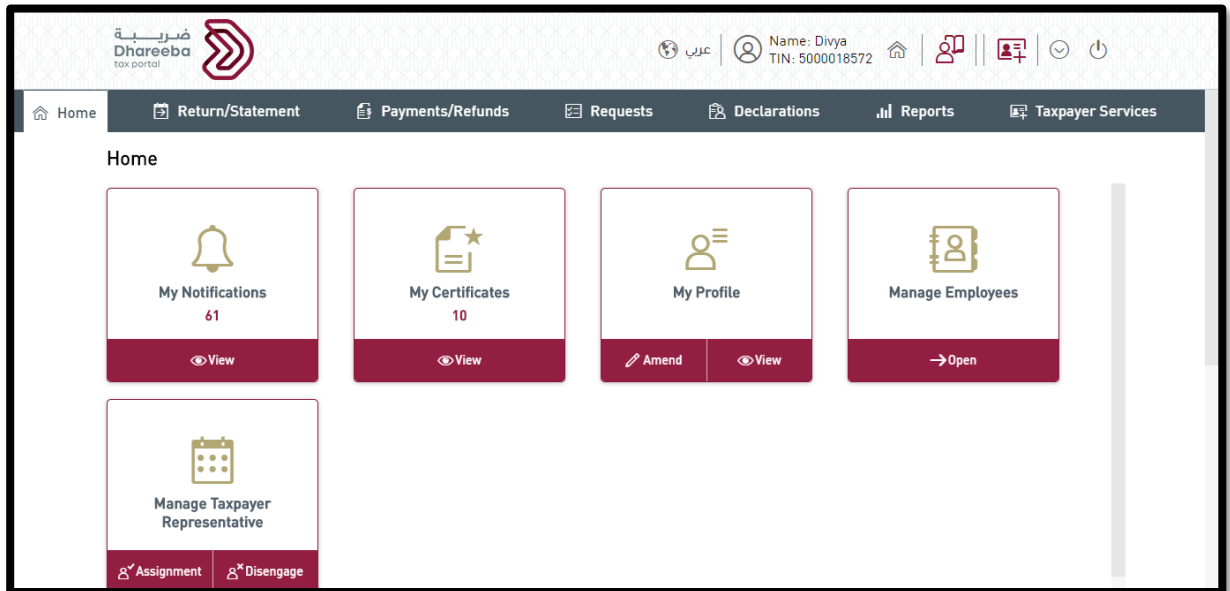 ضريبة
Dhareeba
tax portal
عربي
Name: Divya
TIN: 5000018572
Home
Return/Statement
Payments/Refunds
Requests
Declarations
Reports
Taxpayer Services
Home
My Notifications
61
View
My Certificates
10
View
My Profile
Amend
View
Manage Employees
Open
Manage Taxpayer
Representative
Assignment
Disengage